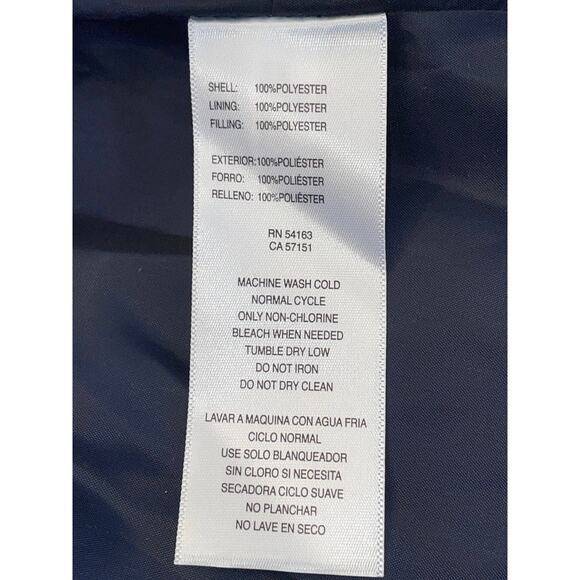 SHELL: 100%POLYESTER
LINING: 100%POLYESTER
FILLING: 100%POLYESTER
EXTERIOR:100%POLIÉSTER
FORRO: 100%POLIÉSTER
RELLENO: 100%POLIÉSTER
RN 54163
CA 57151
MACHINE WASH COLD
NORMAL CYCLE
ONLY NON-CHLORINE
BLEACH WHEN NEEDED
TUMBLE DRY LOW
DO NOT IRON
DO NOT DRY CLEAN
LAVAR A MAQUINA CON AGUA FRIA
CICLO NORMAL
USE SOLO BLANQUEADOR
SIN CLORO SI NECESITA
SECADORA CICLO SUAVE
NO PLANCHAR
NO LAVE EN SECO